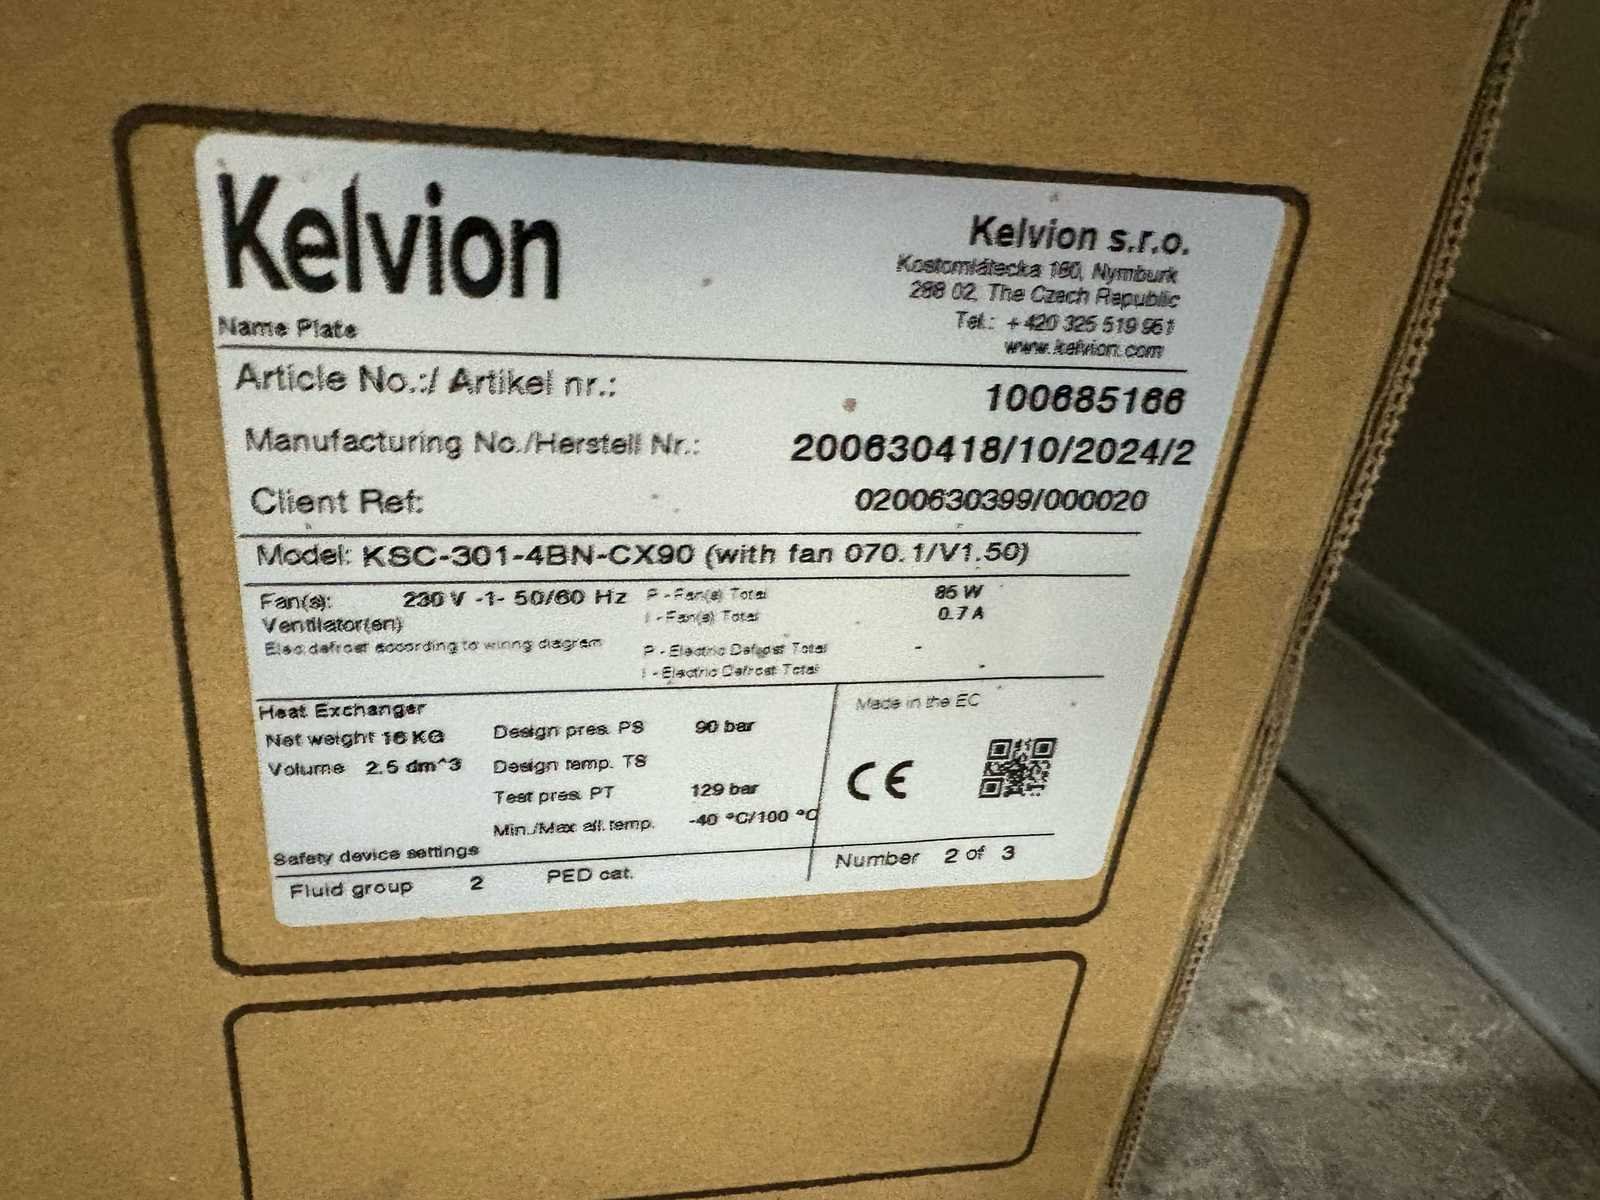 Kelvion
Kelvion s.r.o.
Kostomlátecka 180, Nymburk
288 02, The Czech Republic
Tel.: +420 325 519 951
www.kelvion.com
Name Plate
Article No.:/ Artikel nr.: 100685166
Manufacturing No./Herstell Nr.: 200630418/10/2024/2
Client Ref: 0200630399/000020
Model: KSC-301-4BN-CX90 (with fan 070.1/V1.50)
Fan(s): 230 V -1- 50/60 Hz P - Fan(s) Total 85 W
Ventilator(en) I - Fan(s) Total 0.7 A
Elec.defrost according to wiring diagram P - Electric Defrost Total -
I - Electric Defrost Total -
Heat Exchanger
Net weight 16 KG Design pres. PS 90 bar
Volume 2.5 dm^3 Design temp. TS
Test pres. PT 129 bar
Min./Max all. temp. -40 °C/100 °C
Safety device settings
Fluid group 2 PED cat.
Made in the EC
CE
Number 2 of 3